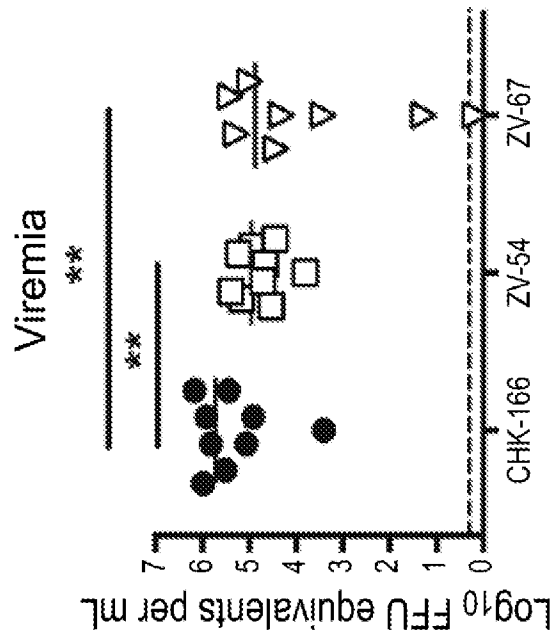 Viremia
**
**
Log₁₀ FFU equivalents per mL
7
6
5
4
3
2
1
0
CHK-166
ZV-54
ZV-67